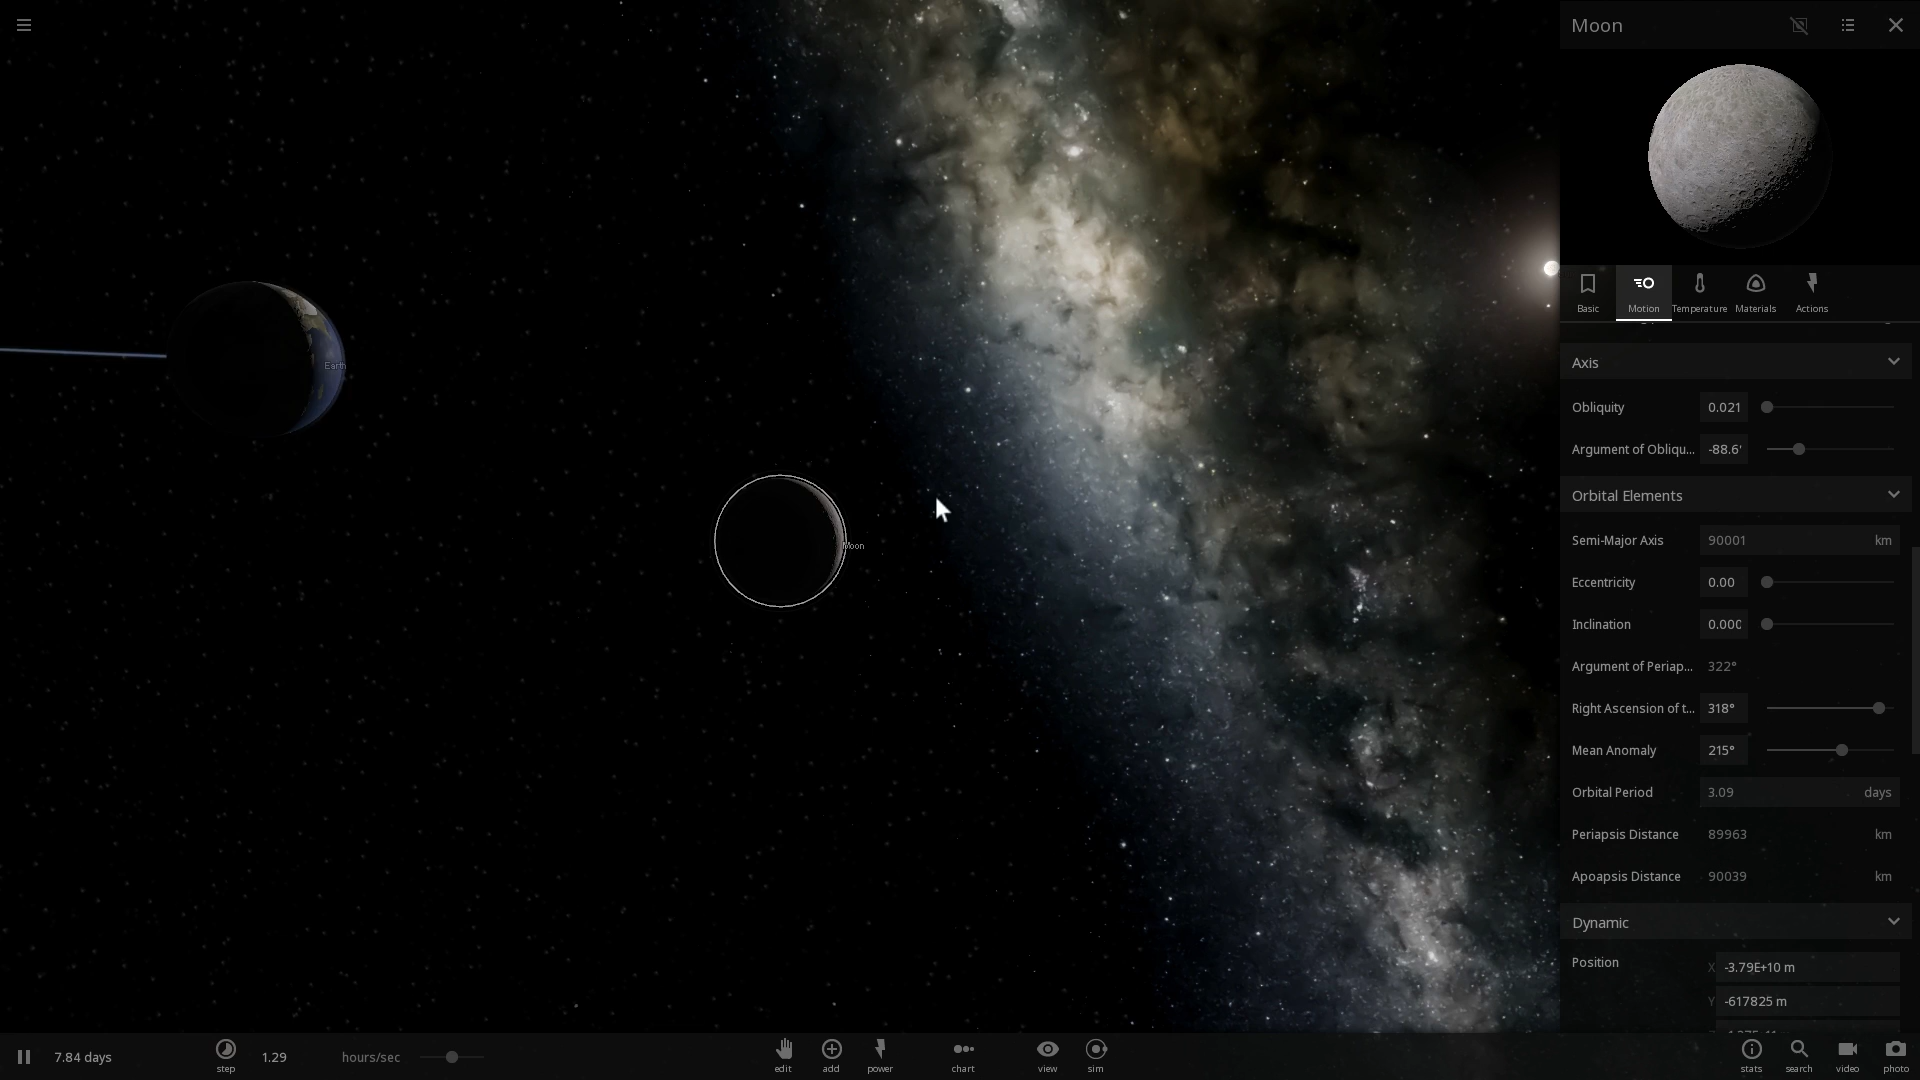 Moon
Basic
Motion
Temperature
Materials
Actions
Axis
Obliquity 0.021
Argument of Obliqu... -88.6°
Orbital Elements
Semi-Major Axis 90001 km
Eccentricity 0.00
Inclination 0.000
Argument of Periap... 322°
Right Ascension of t... 318°
Mean Anomaly 215°
Orbital Period 3.09 days
Periapsis Distance 89963 km
Apoapsis Distance 90039 km
Dynamic
Position X -3.79E+10 m
Y -617825 m
Earth
Moon
7.84 days
step
1.29 hours/sec
edit
add
power
chart
view
sim
stats
search
video
photo